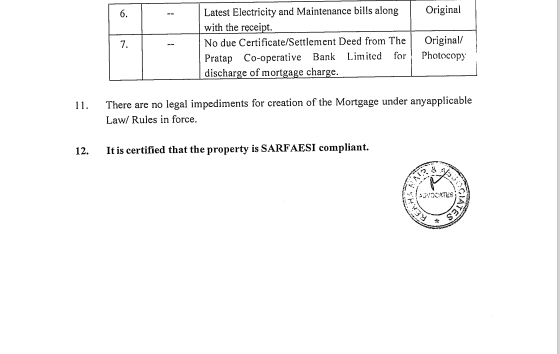 6. -- Latest Electricity and Maintenance bills along Original
with the receipt.
7. -- No due Certificate/Settlement Deed from The Original/
Pratap Co-operative Bank Limited for Photocopy
discharge of mortgage charge.
11. There are no legal impediments for creation of the Mortgage under anyapplicable
Law/ Rules in force.
12. It is certified that the property is SARFAESI compliant.
NAIR & ASSOCIATES
ADVOCATES